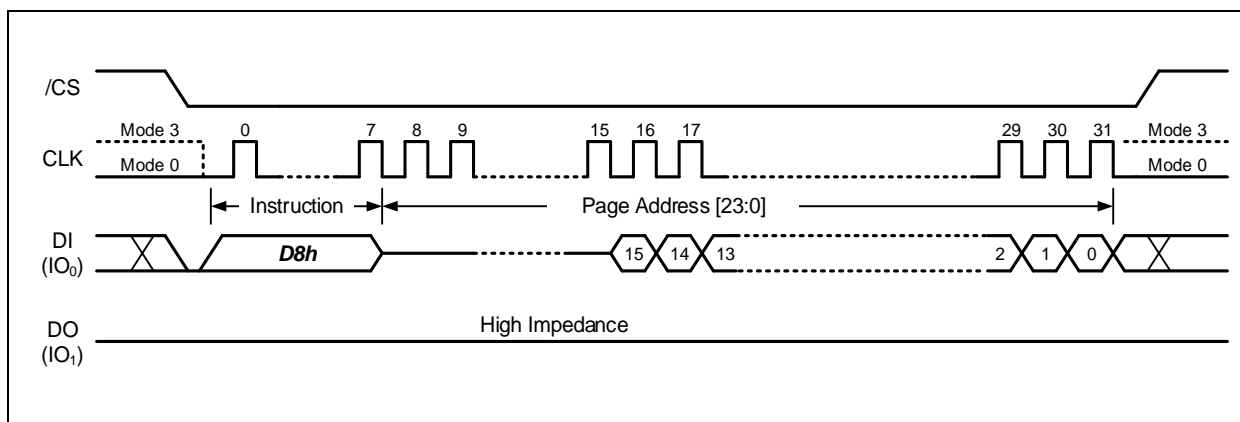 /CS
Mode 3 0 7 8 9 15 16 17 29 30 31 Mode 3
CLK
Mode 0 Mode 0
Instruction Page Address [23:0]
DI
(IO₀)
D8h 15 14 13 2 1 0
High Impedance
DO
(IO₁)